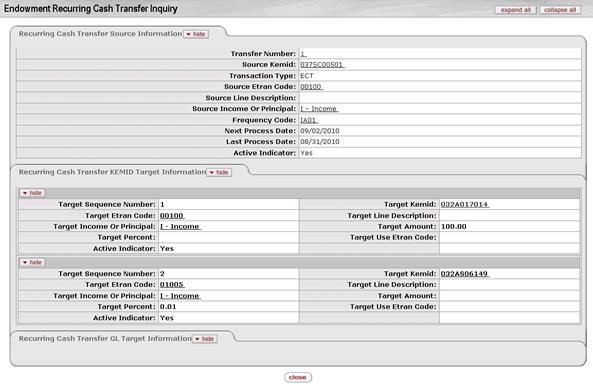 Endowment Recurring Cash Transfer Inquiry
expand all collapse all
Recurring Cash Transfer Source Information hide
Transfer Number: 1
Source Kemid: 037SC00501
Transaction Type: ECT
Source Etran Code: 00100
Source Line Description:
Source Income Or Principal: I - Income
Frequency Code: IA01
Next Process Date: 09/02/2010
Last Process Date: 08/31/2010
Active Indicator: Yes
Recurring Cash Transfer KEMID Target Information hide
hide
Target Sequence Number: 1 Target Kemid: 032A017014
Target Etran Code: 00100 Target Line Description:
Target Income Or Principal: I - Income Target Amount: 100.00
Target Percent: Target Use Etran Code:
Active Indicator: Yes
hide
Target Sequence Number: 2 Target Kemid: 032AS06149
Target Etran Code: 01005 Target Line Description:
Target Income Or Principal: I - Income Target Amount:
Target Percent: 0.01 Target Use Etran Code:
Active Indicator: Yes
Recurring Cash Transfer GL Target Information hide
close